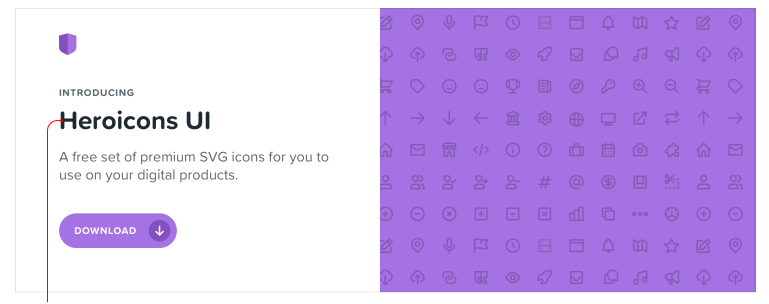 INTRODUCING
Heroicons UI
A free set of premium SVG icons for you to
use on your digital products.
DOWNLOAD